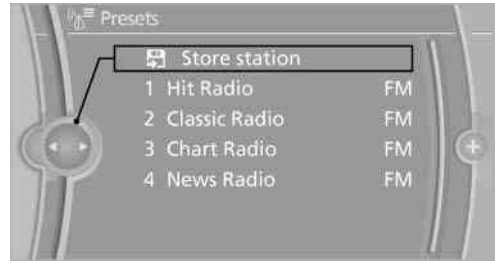 Presets
Store station
1 Hit Radio FM
2 Classic Radio FM
3 Chart Radio FM
4 News Radio FM